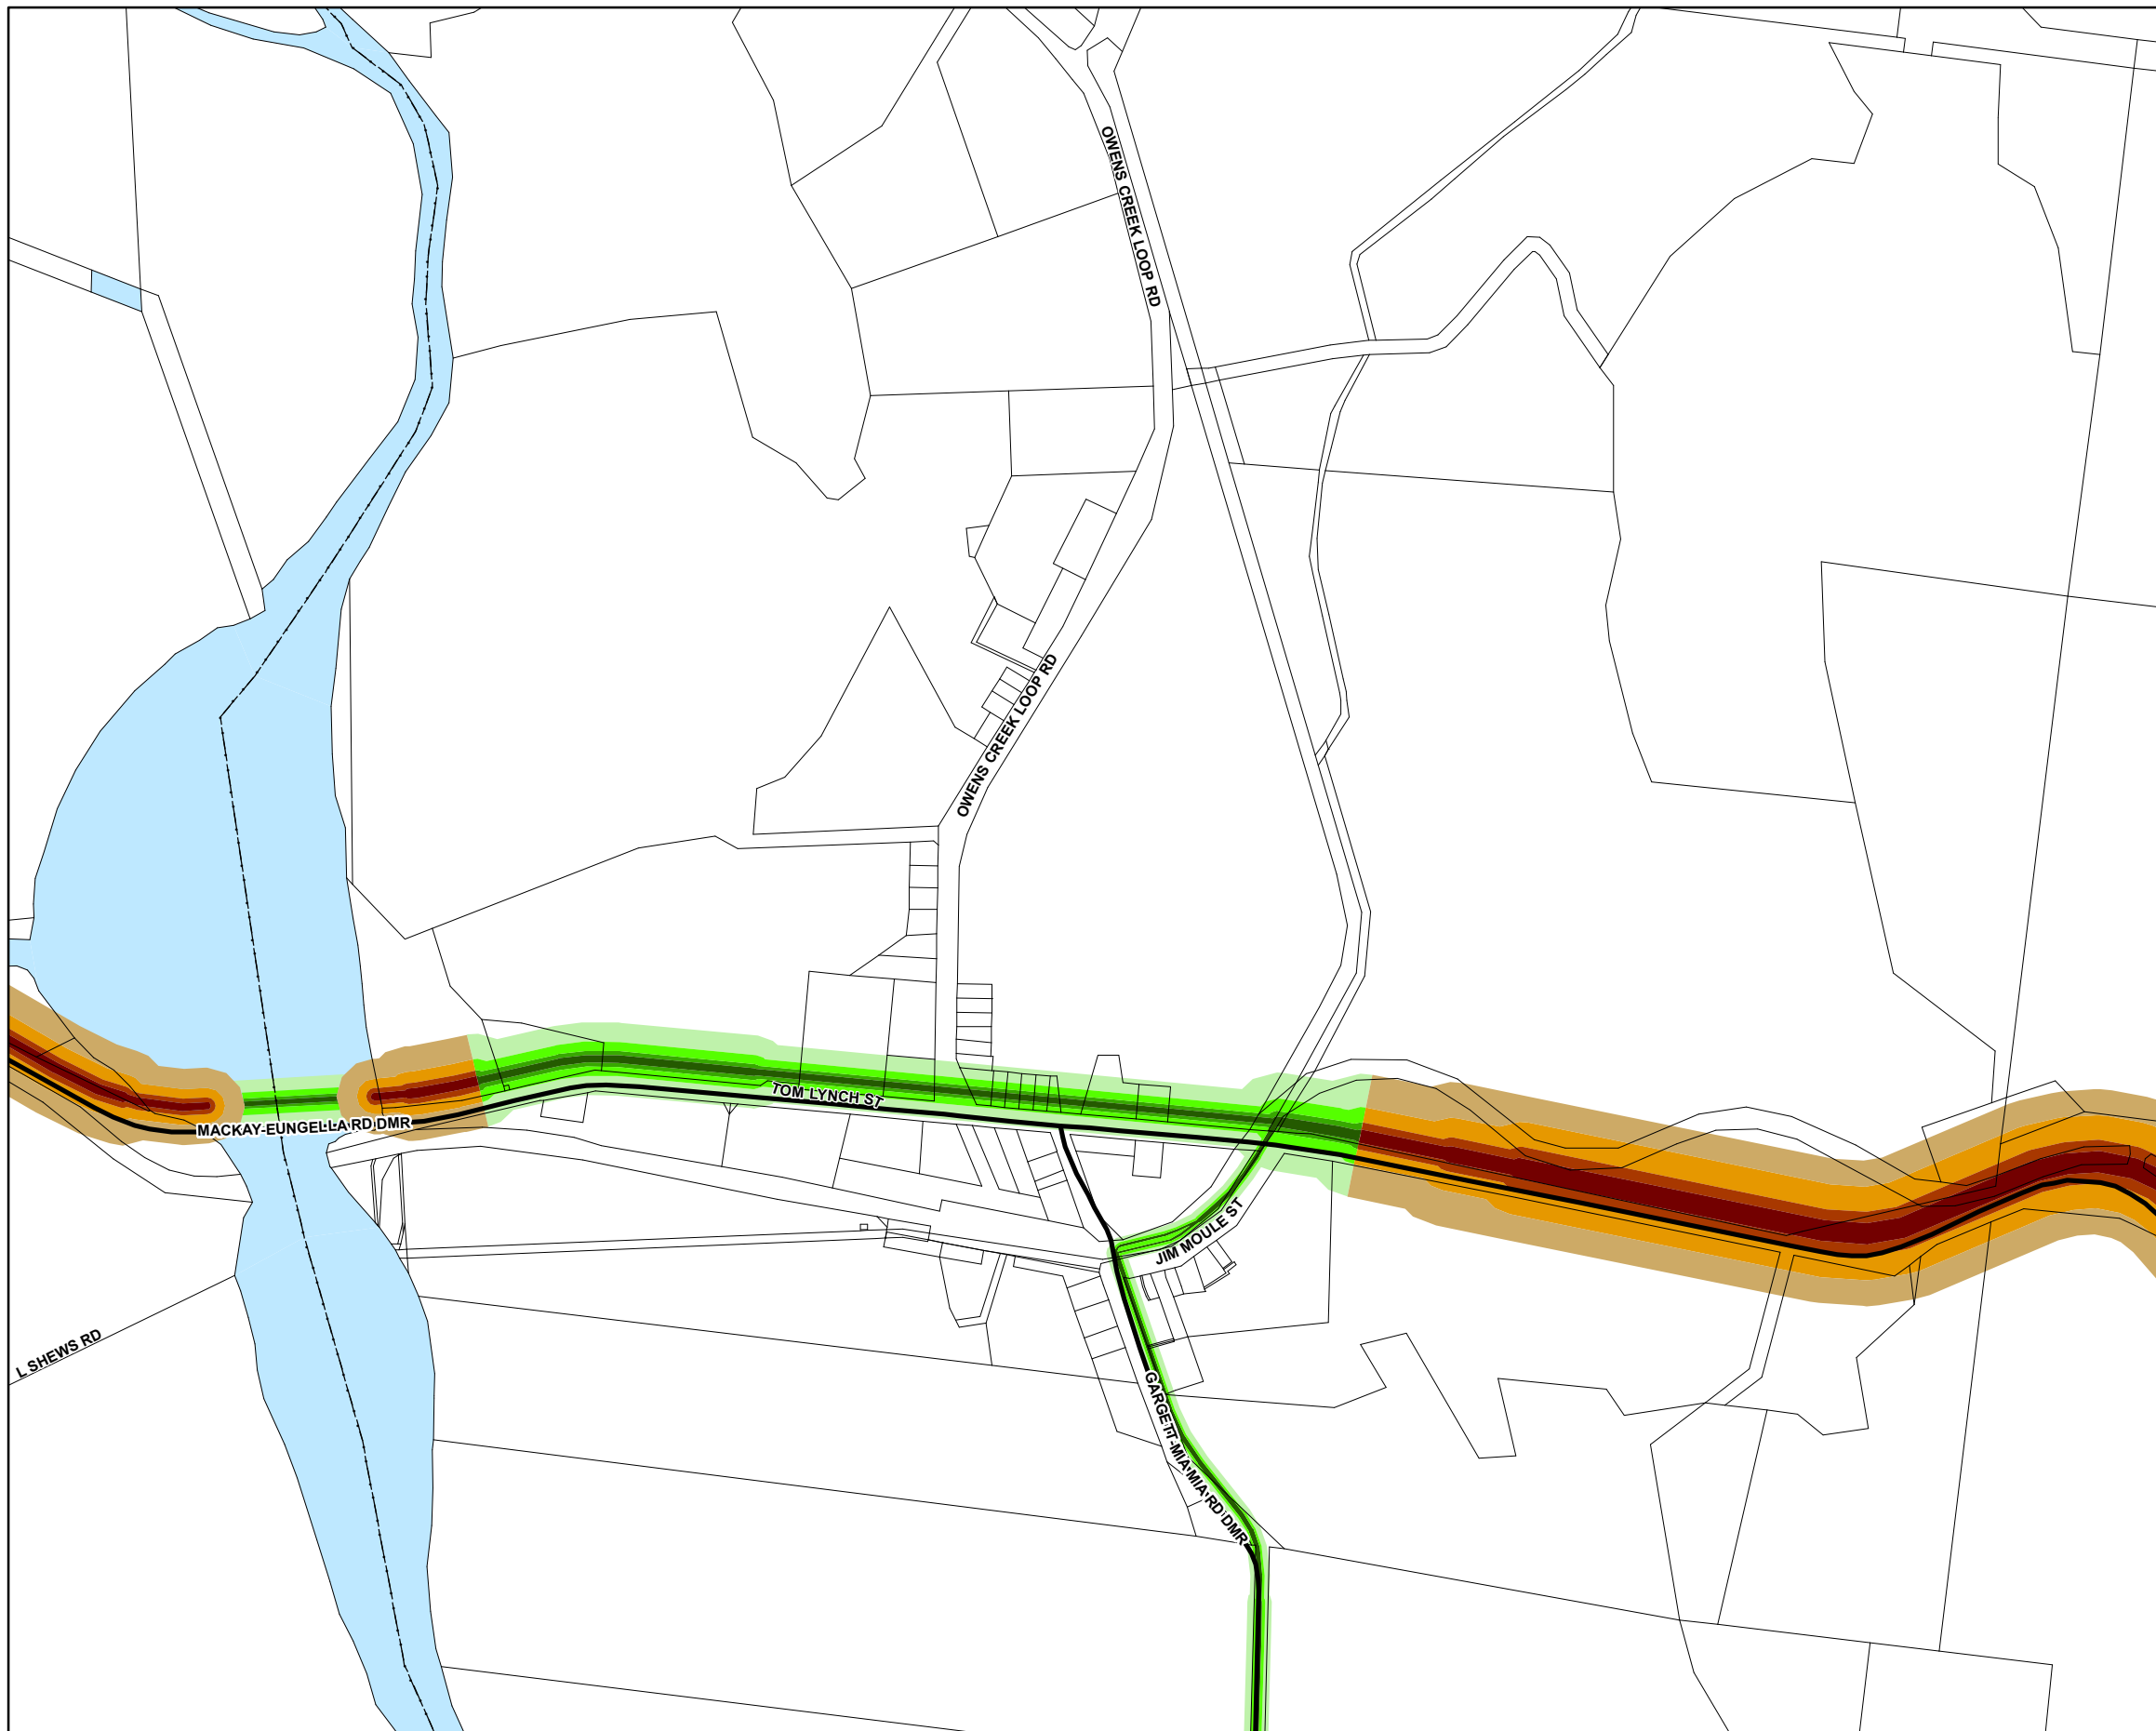 OWENS CREEK LOOP RD
OWENS CREEK LOOP RD
TOM LYNCH ST
MACKAY-EUNGELLA RD DMR
JIM MOULE ST
L SHEWS RD
GARGETT-MIA MIA RD DMR